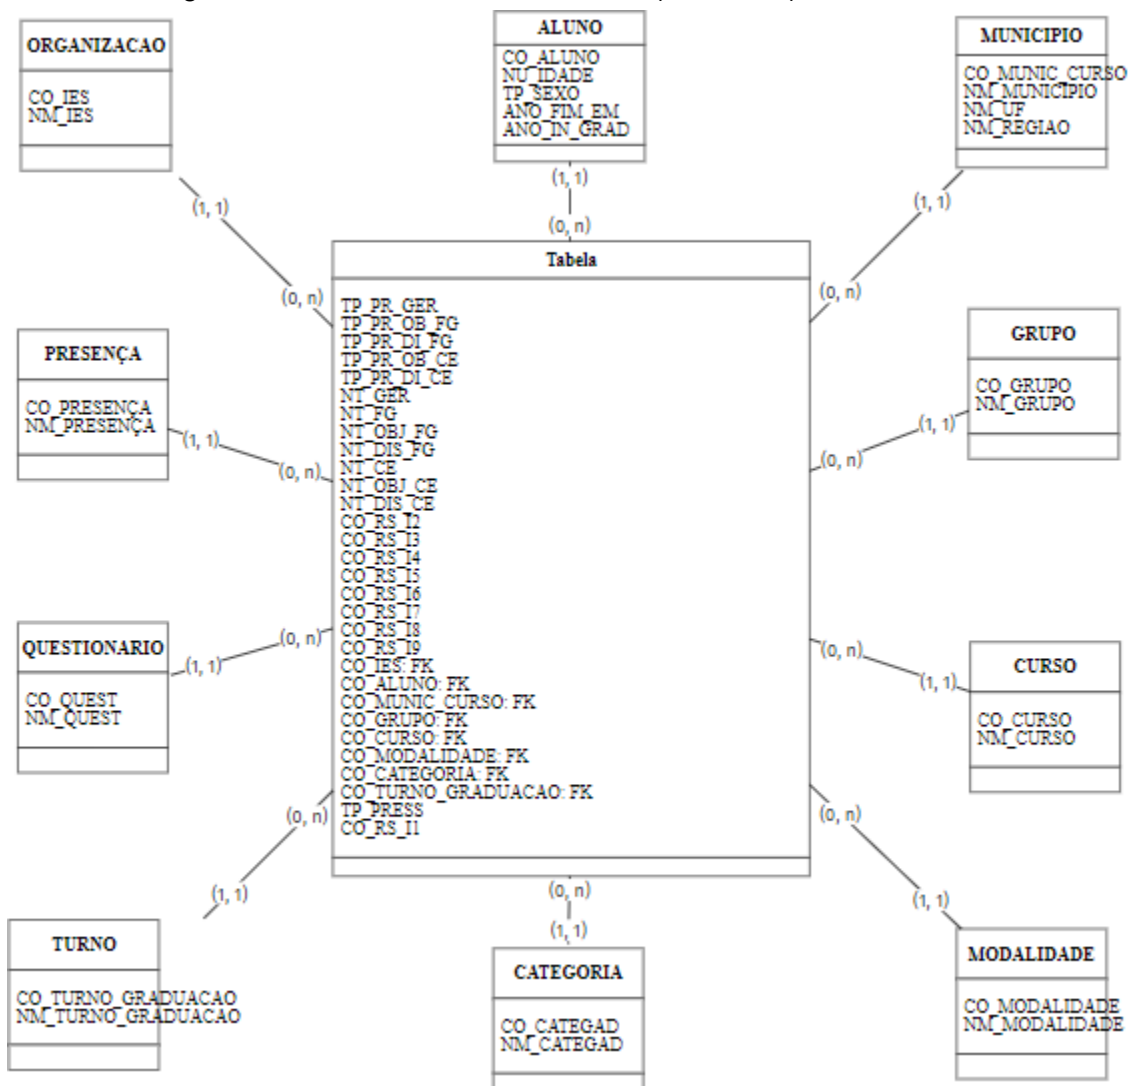 ORGANIZACAO
CO_IES
NM_IES
ALUNO
CO_ALUNO
NU_IDADE
TP_SEXO
ANO_FIM_EM
ANO_IN_GRAD
MUNICIPIO
CO_MUNIC_CURSO
NM_MUNICIPIO
NM_UF
NM_REGIAO
(1, 1)
(1, 1)
(1, 1)
(0, n)
(0, n)
(0, n)
Tabela
TP_PR_GER
TP_PR_OB_FG
TP_PR_DI_FG
TP_PR_OB_CE
TP_PR_DI_CE
NT_GER
NT_FG
NT_OBJ_FG
NT_DIS_FG
NT_CE
NT_OBJ_CE
NT_DIS_CE
CO_RS_I2
CO_RS_I3
CO_RS_I4
CO_RS_I5
CO_RS_I6
CO_RS_I7
CO_RS_I8
CO_RS_I9
CO_IES: FK
CO_ALUNO: FK
CO_MUNIC_CURSO: FK
CO_GRUPO: FK
CO_CURSO: FK
CO_MODALIDADE: FK
CO_CATEGORIA: FK
CO_TURNO_GRADUACAO: FK
TP_PRESS
CO_RS_I1
PRESENÇA
CO_PRESENÇA
NM_PRESENÇA
(1, 1)
(0, n)
GRUPO
CO_GRUPO
NM_GRUPO
(1, 1)
(0, n)
QUESTIONARIO
CO_QUEST
NM_QUEST
(1, 1)
(0, n)
CURSO
CO_CURSO
NM_CURSO
(0, n)
(1, 1)
(0, n)
(1, 1)
TURNO
CO_TURNO_GRADUACAO
NM_TURNO_GRADUACAO
(0, n)
(1, 1)
CATEGORIA
CO_CATEGAD
NM_CATEGAD
(0, n)
(1, 1)
MODALIDADE
CO_MODALIDADE
NM_MODALIDADE